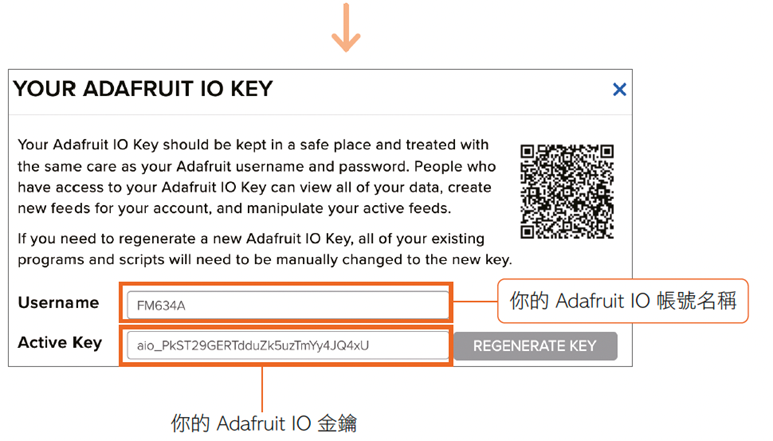 YOUR ADAFRUIT IO KEY
Your Adafruit IO Key should be kept in a safe place and treated with
the same care as your Adafruit username and password. People who
have access to your Adafruit IO Key can view all of your data, create
new feeds for your account, and manipulate your active feeds.
If you need to regenerate a new Adafruit IO Key, all of your existing
programs and scripts will need to be manually changed to the new key.
Username FM634A 你的 Adafruit IO 帳號名稱
Active Key aio_PkST29GERTdduZk5uzTmYy4JQ4xU REGENERATE KEY
你的 Adafruit IO 金鑰